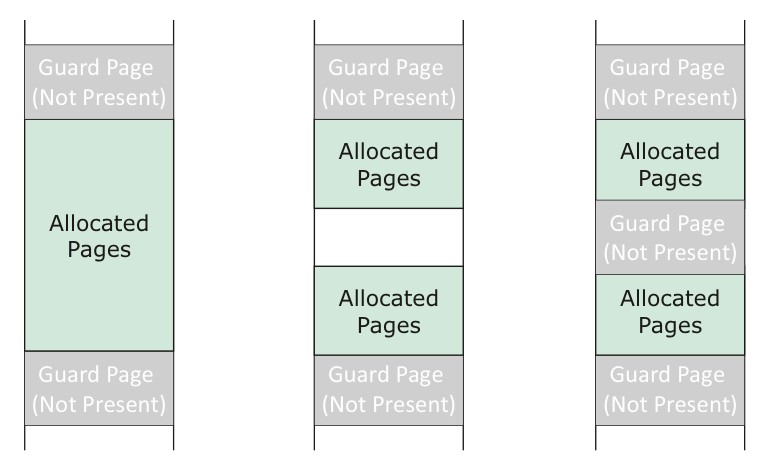 Guard Page
(Not Present)
Allocated
Pages
Guard Page
(Not Present)
Guard Page
(Not Present)
Allocated
Pages
Allocated
Pages
Guard Page
(Not Present)
Guard Page
(Not Present)
Allocated
Pages
Guard Page
(Not Present)
Allocated
Pages
Guard Page
(Not Present)